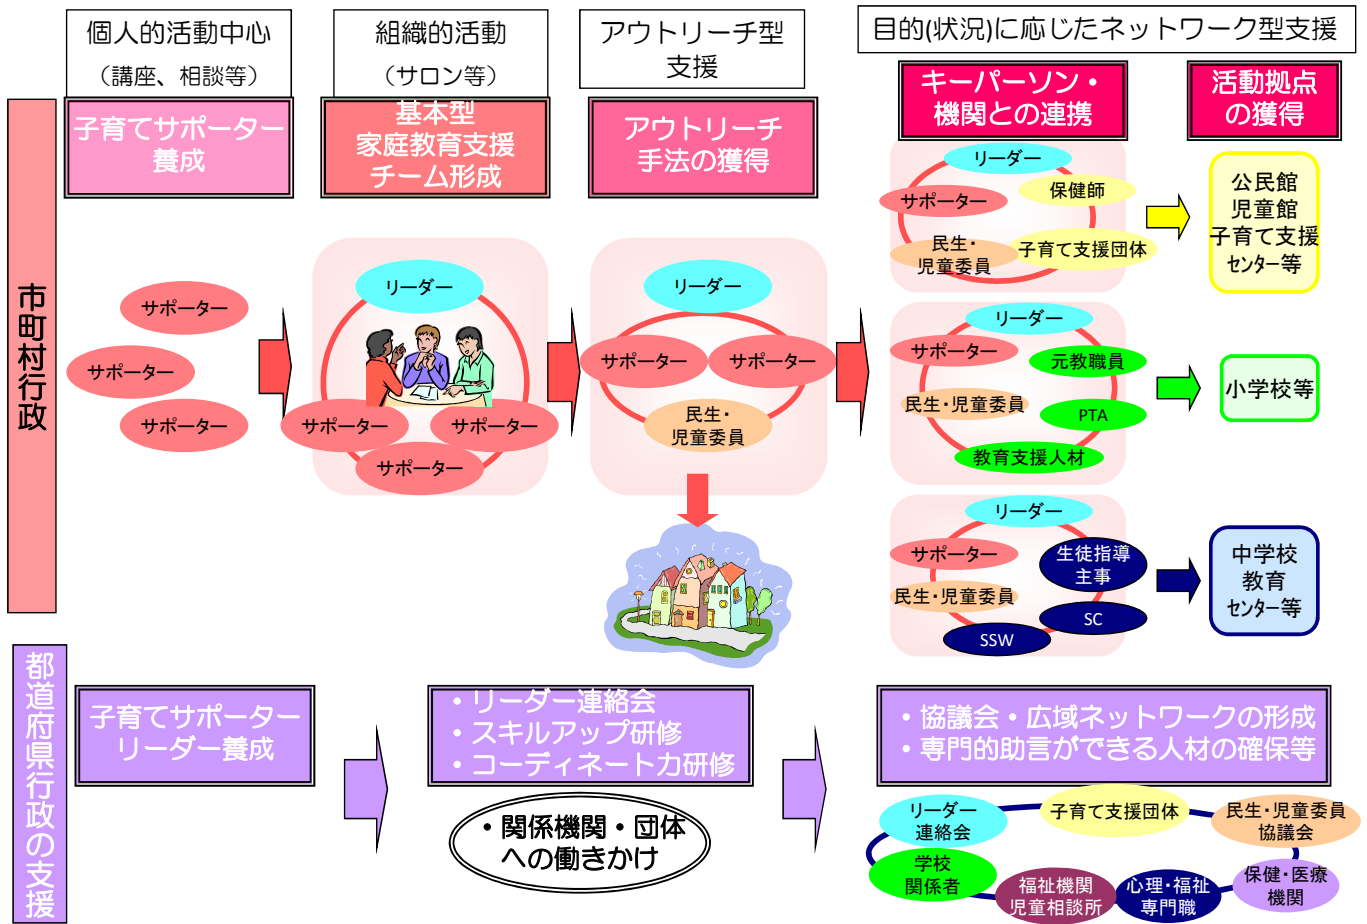 個人的活動中心
（講座、相談等）
組織的活動
（サロン等）
アウトリーチ型
支援
目的(状況)に応じたネットワーク型支援
市町村行政
子育てサポーター
養成
基本型
家庭教育支援
チーム形成
アウトリーチ
手法の獲得
キーパーソン・
機関との連携
活動拠点
の獲得
サポーター
サポーター
サポーター
リーダー
サポーター
サポーター
サポーター
リーダー
サポーター
サポーター
民生・
児童委員
リーダー
サポーター
保健師
民生・
児童委員
子育て支援団体
公民館
児童館
子育て支援
センター等
リーダー
サポーター
元教職員
民生・児童委員
PTA
教育支援人材
小学校等
リーダー
サポーター
生徒指導
主事
民生・児童委員
SC
SSW
中学校
教育
センター等
都道府県行政の支援
子育てサポーター
リーダー養成
・リーダー連絡会
・スキルアップ研修
・コーディネート力研修
・関係機関・団体
への働きかけ
・協議会・広域ネットワークの形成
・専門的助言ができる人材の確保等
リーダー
連絡会
子育て支援団体
民生・児童委員
協議会
学校
関係者
福祉機関
児童相談所
心理・福祉
専門職
保健・医療
機関